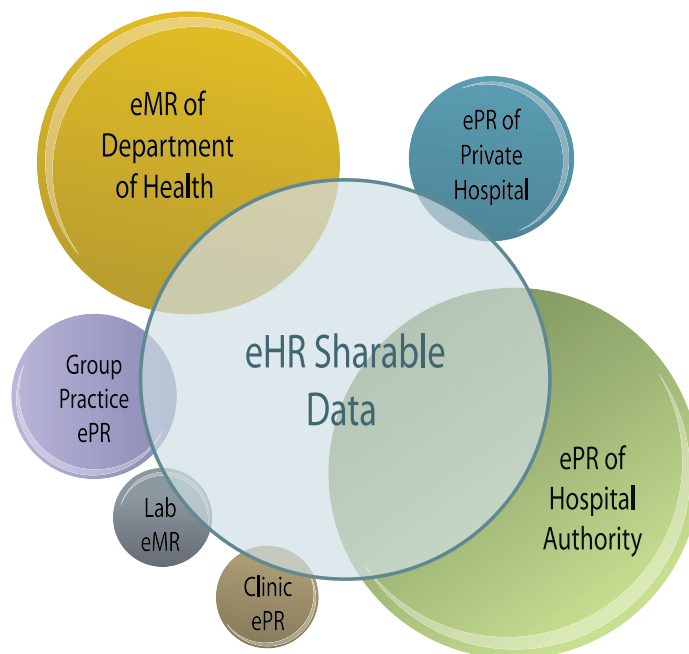 eMR of
Department
of Health
ePR of
Private
Hospital
eHR Sharable
Data
Group
Practice
ePR
ePR of
Hospital
Authority
Lab
eMR
Clinic
ePR